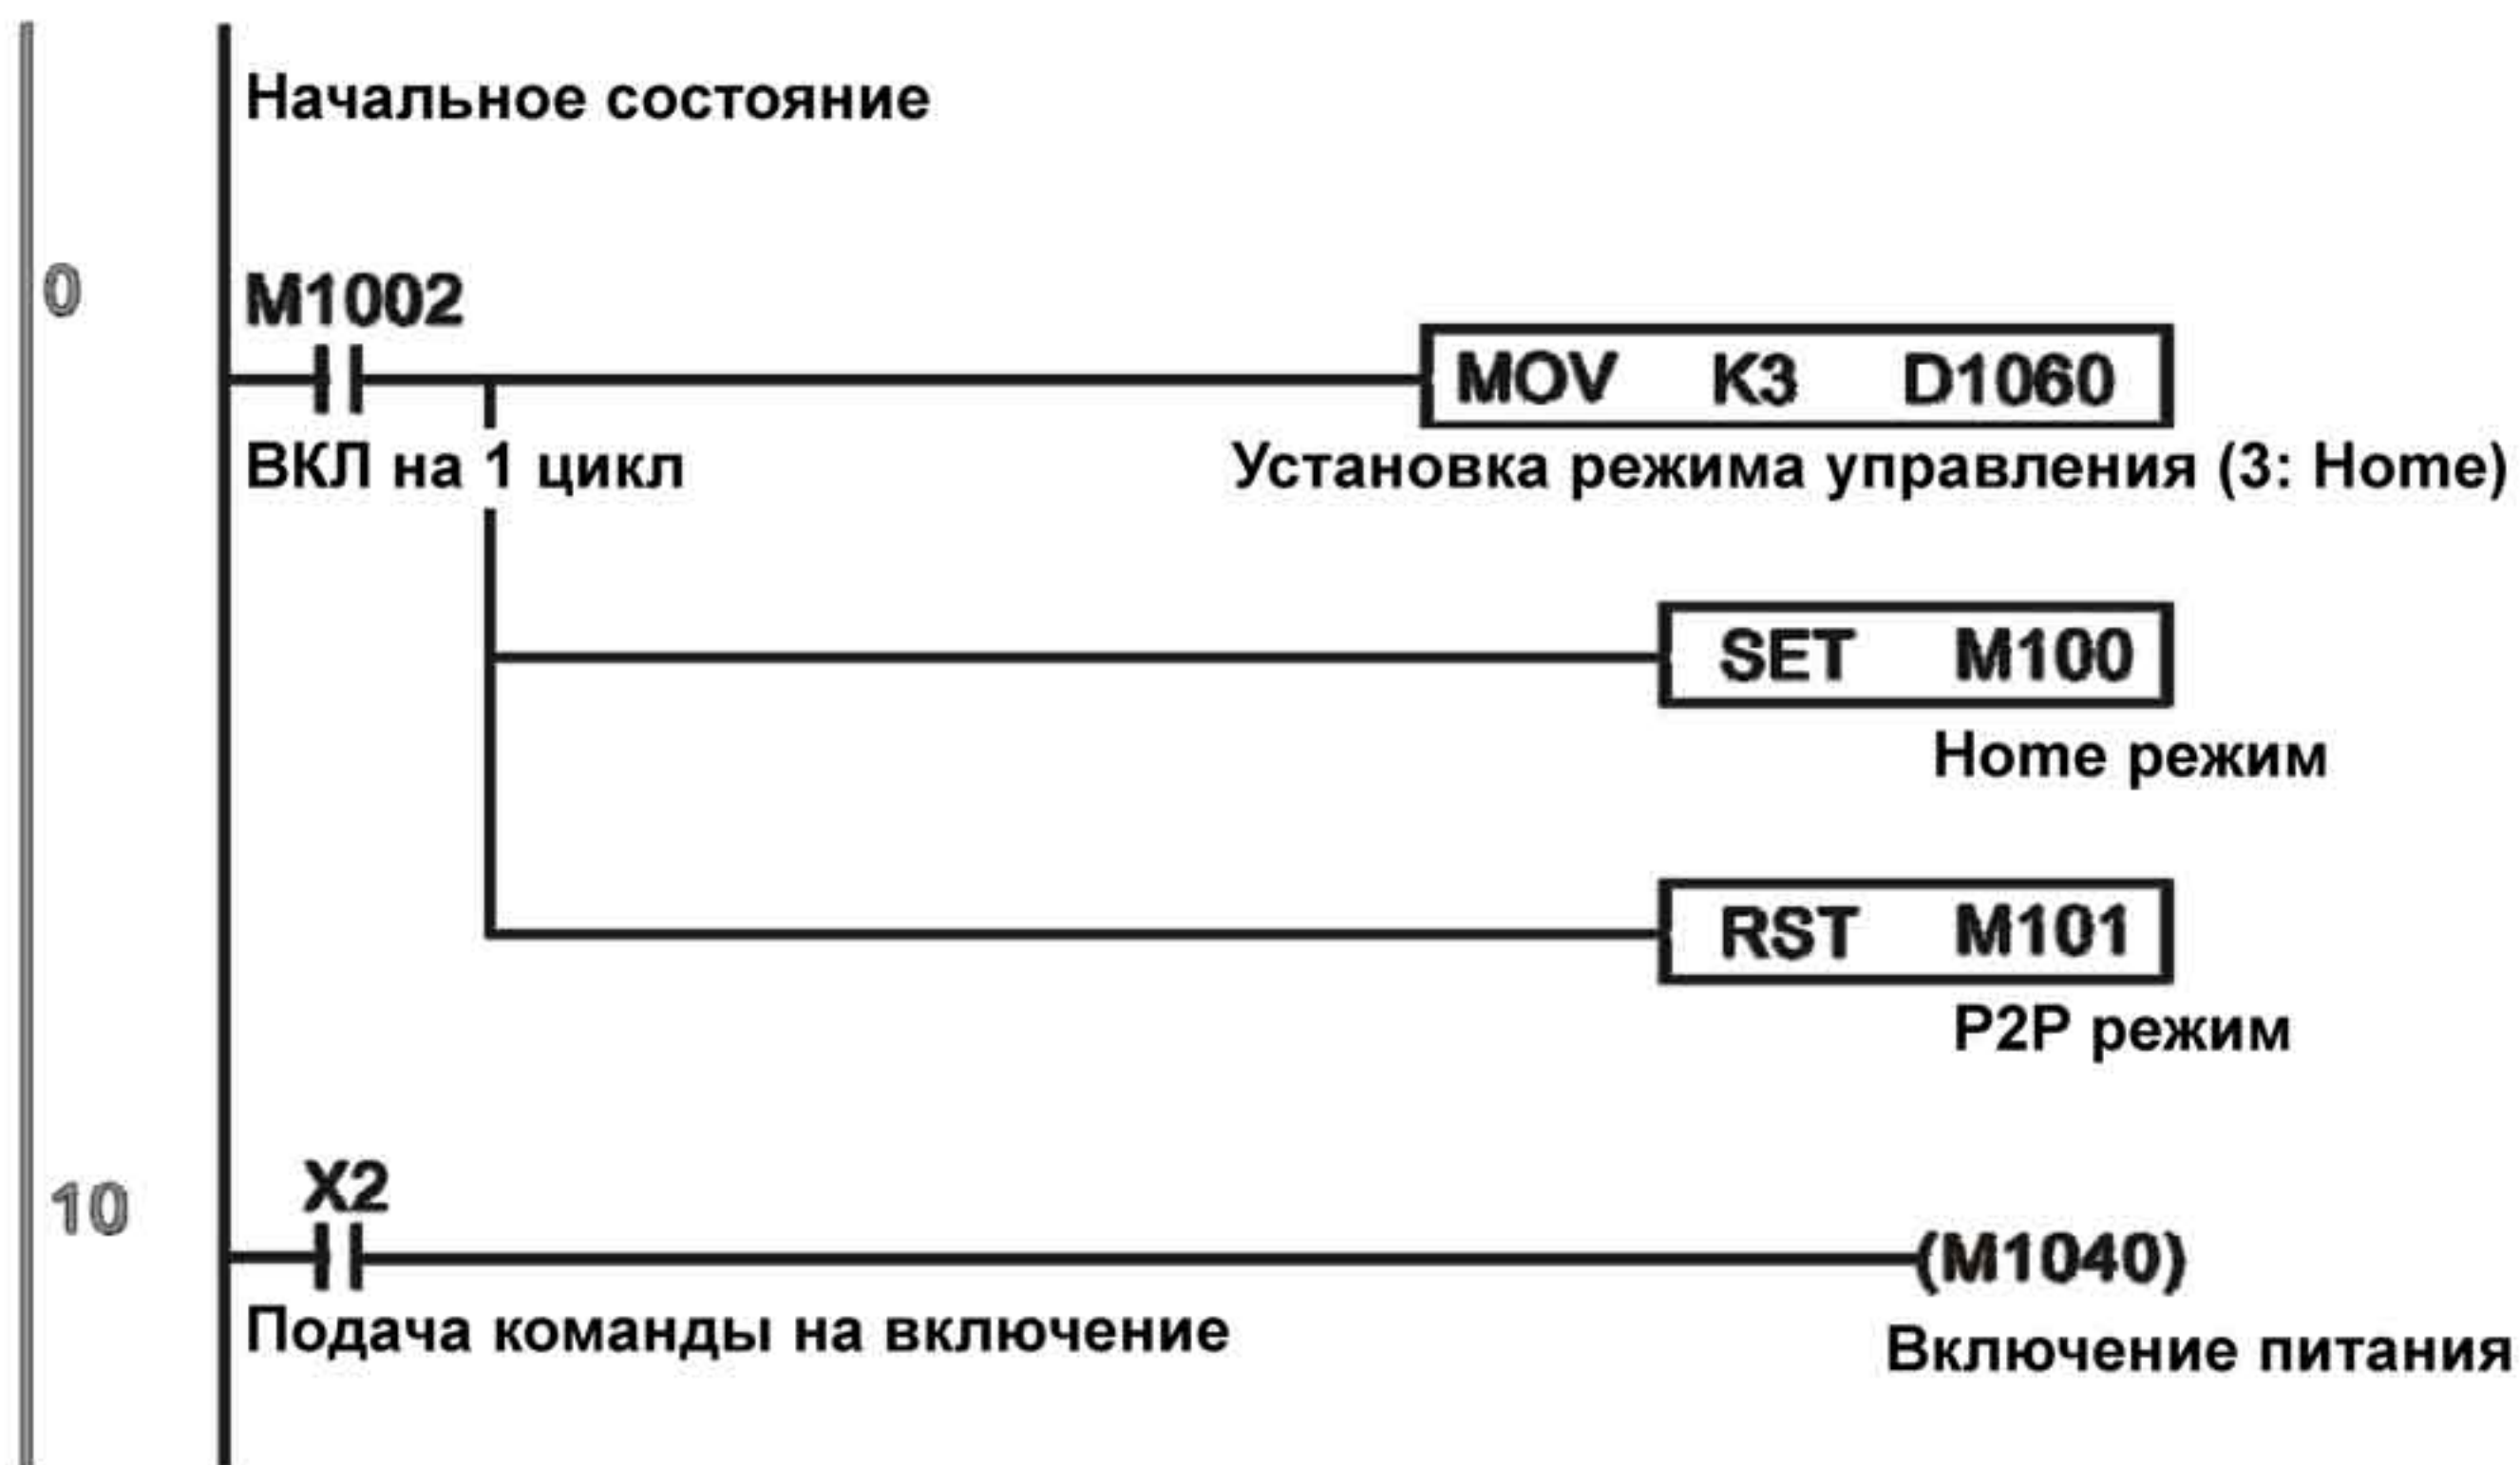 Начальное состояние
0
M1002
MOV K3 D1060
ВКЛ на 1 цикл
Установка режима управления (3: Home)
SET M100
Home режим
RST M101
P2P режим
10
X2
(M1040)
Подача команды на включение
Включение питания